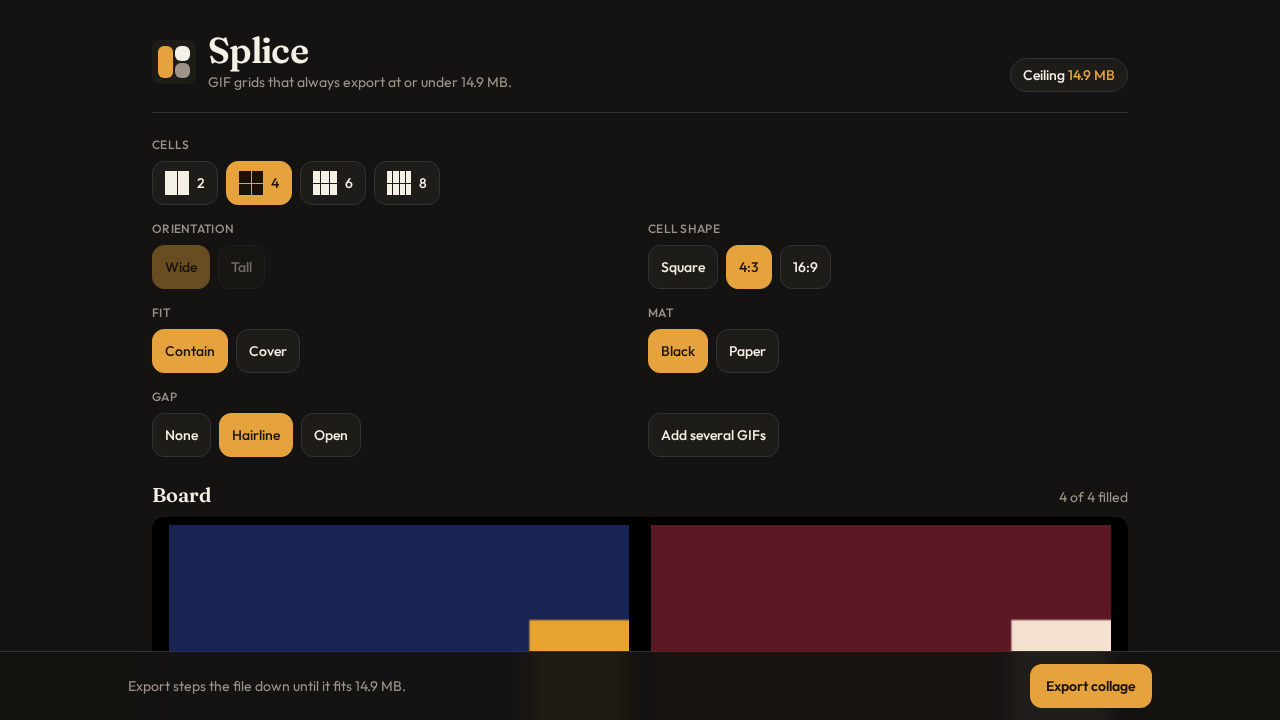 Splice
GIF grids that always export at or under 14.9 MB.
Ceiling 14.9 MB
CELLS
2
4
6
8
ORIENTATION
CELL SHAPE
Wide
Tall
Square
4:3
16:9
FIT
MAT
Contain
Cover
Black
Paper
GAP
None
Hairline
Open
Add several GIFs
Board
4 of 4 filled
Export steps the file down until it fits 14.9 MB.
Export collage